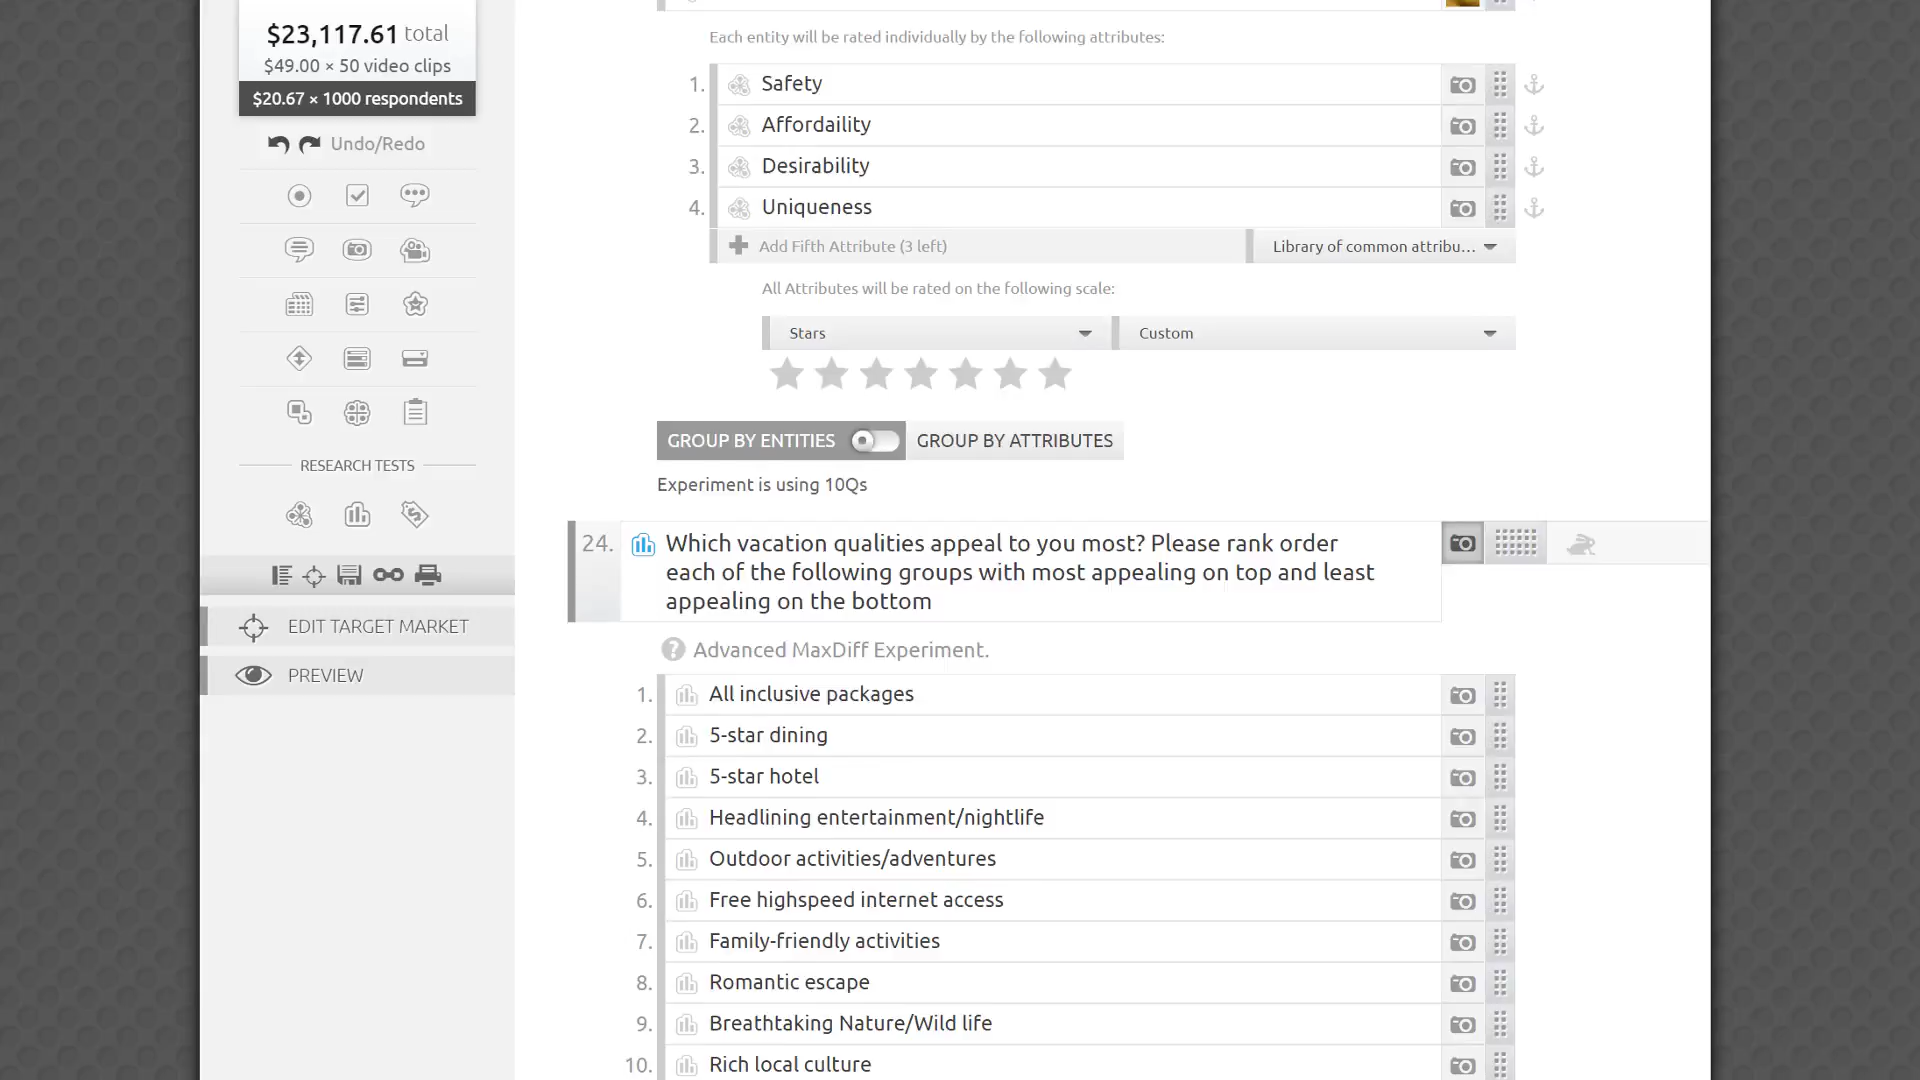 $23,117.61 total
$49.00 × 50 video clips
$20.67 × 1000 respondents
Undo/Redo
RESEARCH TESTS
EDIT TARGET MARKET
PREVIEW
Each entity will be rated individually by the following attributes:
1. Safety
2. Affordaility
3. Desirability
4. Uniqueness
Add Fifth Attribute (3 left)
Library of common attribu...
All Attributes will be rated on the following scale:
Stars
Custom
GROUP BY ENTITIES
GROUP BY ATTRIBUTES
Experiment is using 10Qs
24. Which vacation qualities appeal to you most? Please rank order
each of the following groups with most appealing on top and least
appealing on the bottom
Advanced MaxDiff Experiment.
1. All inclusive packages
2. 5-star dining
3. 5-star hotel
4. Headlining entertainment/nightlife
5. Outdoor activities/adventures
6. Free highspeed internet access
7. Family-friendly activities
8. Romantic escape
9. Breathtaking Nature/Wild life
10. Rich local culture